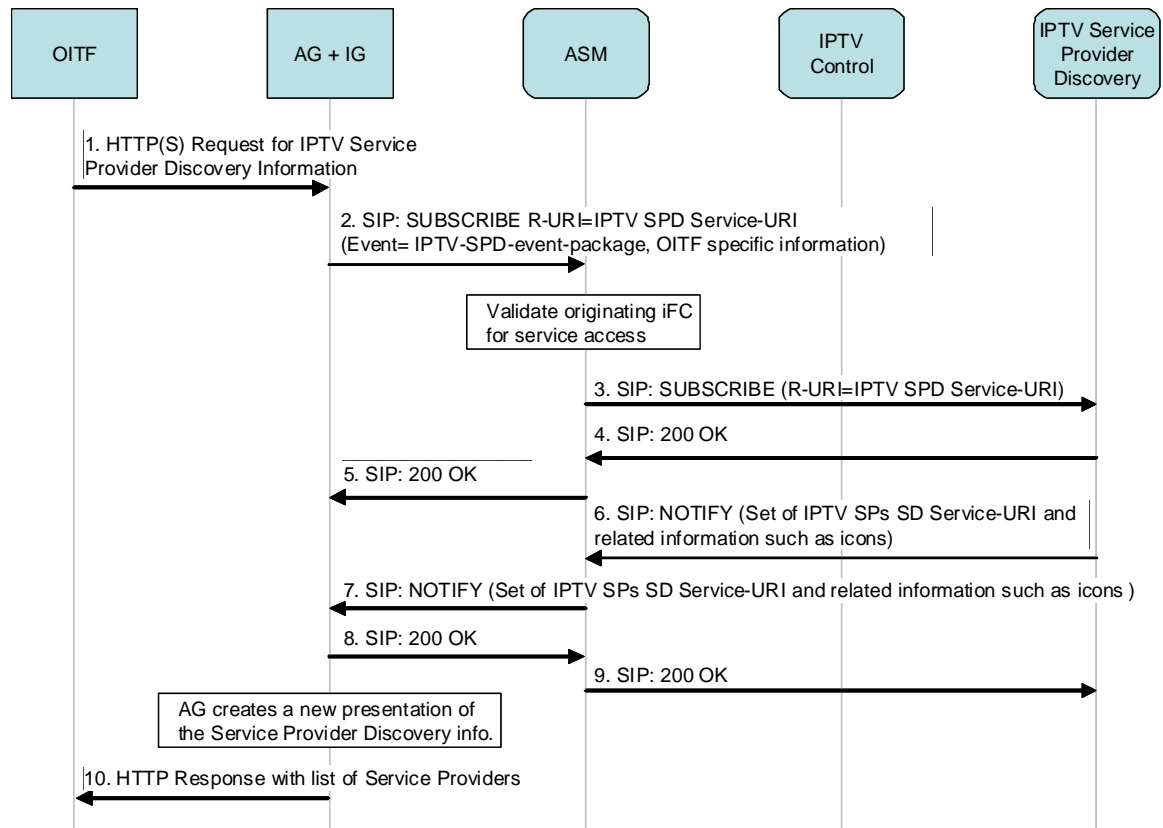 OITF
AG + IG
ASM
IPTV
Control
IPTV Service
Provider
Discovery
1. HTTP(S) Request for IPTV Service
Provider Discovery Information
2. SIP: SUBSCRIBE R-URI=IPTV SPD Service-URI
(Event= IPTV-SPD-event-package, OITF specific information)
Validate originating iFC
for service access
3. SIP: SUBSCRIBE (R-URI=IPTV SPD Service-URI)
4. SIP: 200 OK
5. SIP: 200 OK
6. SIP: NOTIFY (Set of IPTV SPs SD Service-URI and
related information such as icons)
7. SIP: NOTIFY (Set of IPTV SPs SD Service-URI and related information such as icons )
8. SIP: 200 OK
9. SIP: 200 OK
AG creates a new presentation of
the Service Provider Discovery info.
10. HTTP Response with list of Service Providers